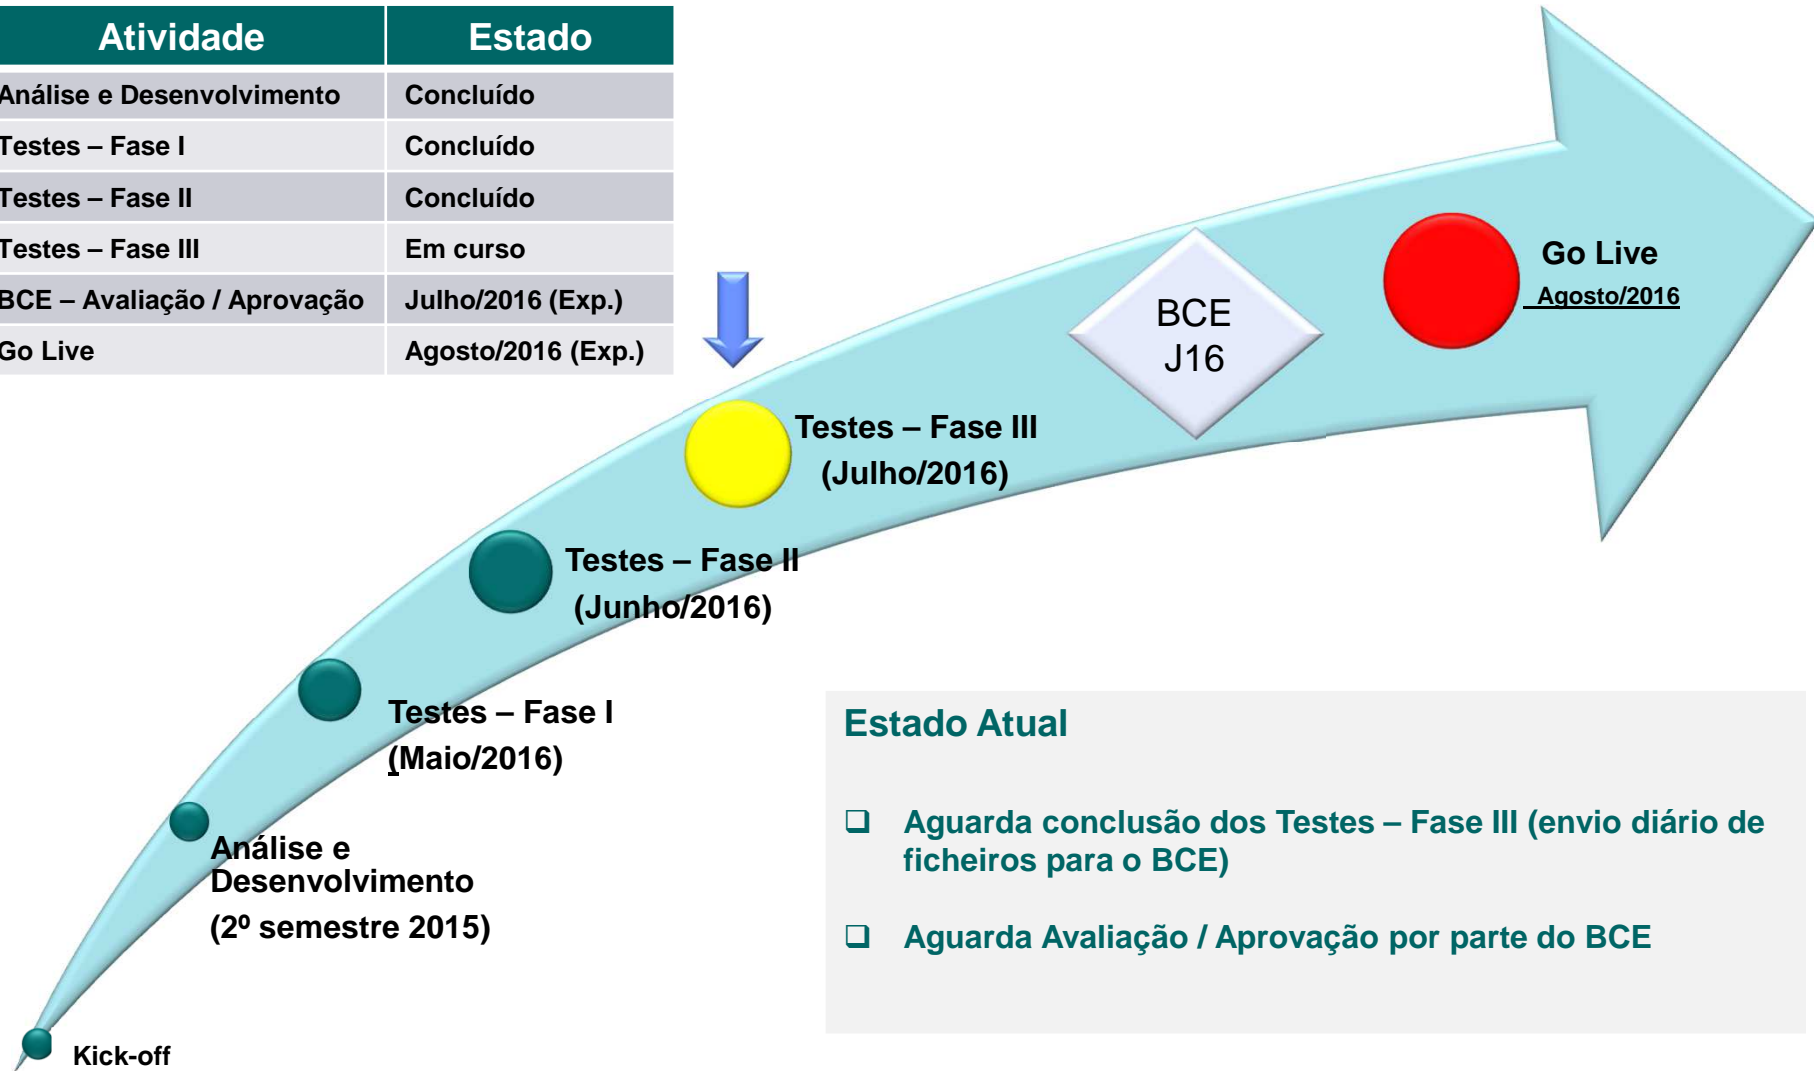 Atividade Estado
Análise e Desenvolvimento Concluído
Testes – Fase I Concluído
Testes – Fase II Concluído
Testes – Fase III Em curso
BCE – Avaliação / Aprovação Julho/2016 (Exp.)
Go Live Agosto/2016 (Exp.)
Go Live
Agosto/2016
BCE
J16
Testes – Fase III
(Julho/2016)
Testes – Fase II
(Junho/2016)
Testes – Fase I
(Maio/2016)
Análise e
Desenvolvimento
(2º semestre 2015)
Kick-off
Estado Atual
Aguarda conclusão dos Testes – Fase III (envio diário de
ficheiros para o BCE)
Aguarda Avaliação / Aprovação por parte do BCE